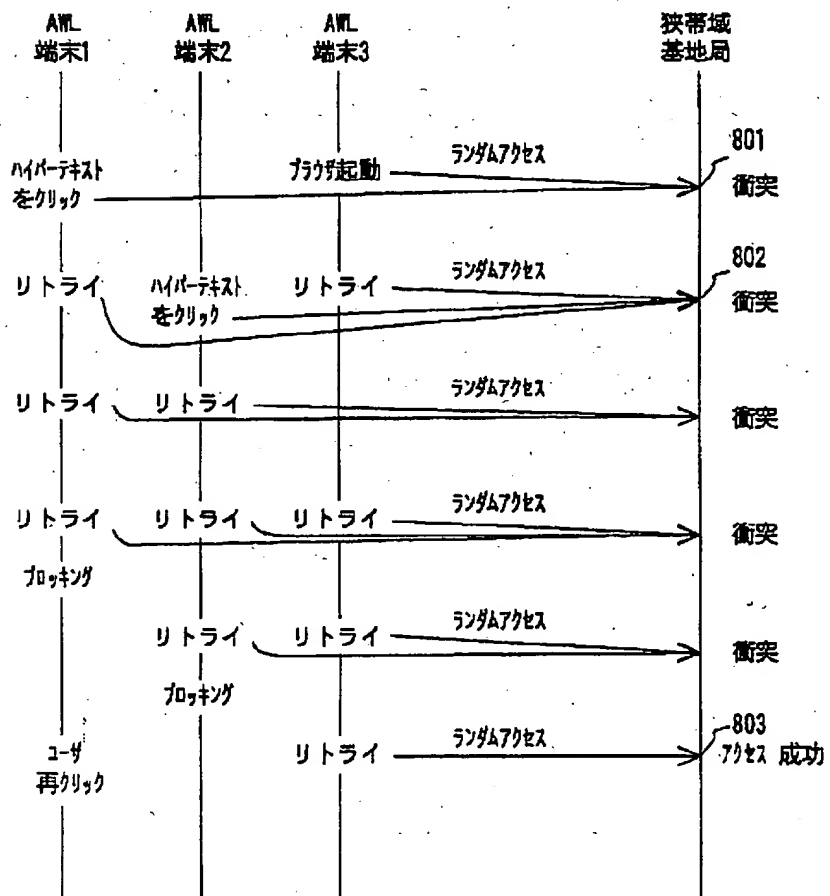 AWL
端末1
AWL
端末2
AWL
端末3
狭帯域
基地局
ハイパーテキスト
をクリック
ブラウザ起動
ランダムアクセス
801
衝突
リトライ
ハイパーテキスト
をクリック
リトライ
ランダムアクセス
802
衝突
リトライ
リトライ
ランダムアクセス
衝突
リトライ
リトライ
リトライ
ランダムアクセス
衝突
ブロッキング
リトライ
リトライ
ランダムアクセス
衝突
ブロッキング
ユーザ
再クリック
リトライ
ランダムアクセス
803
アクセス 成功